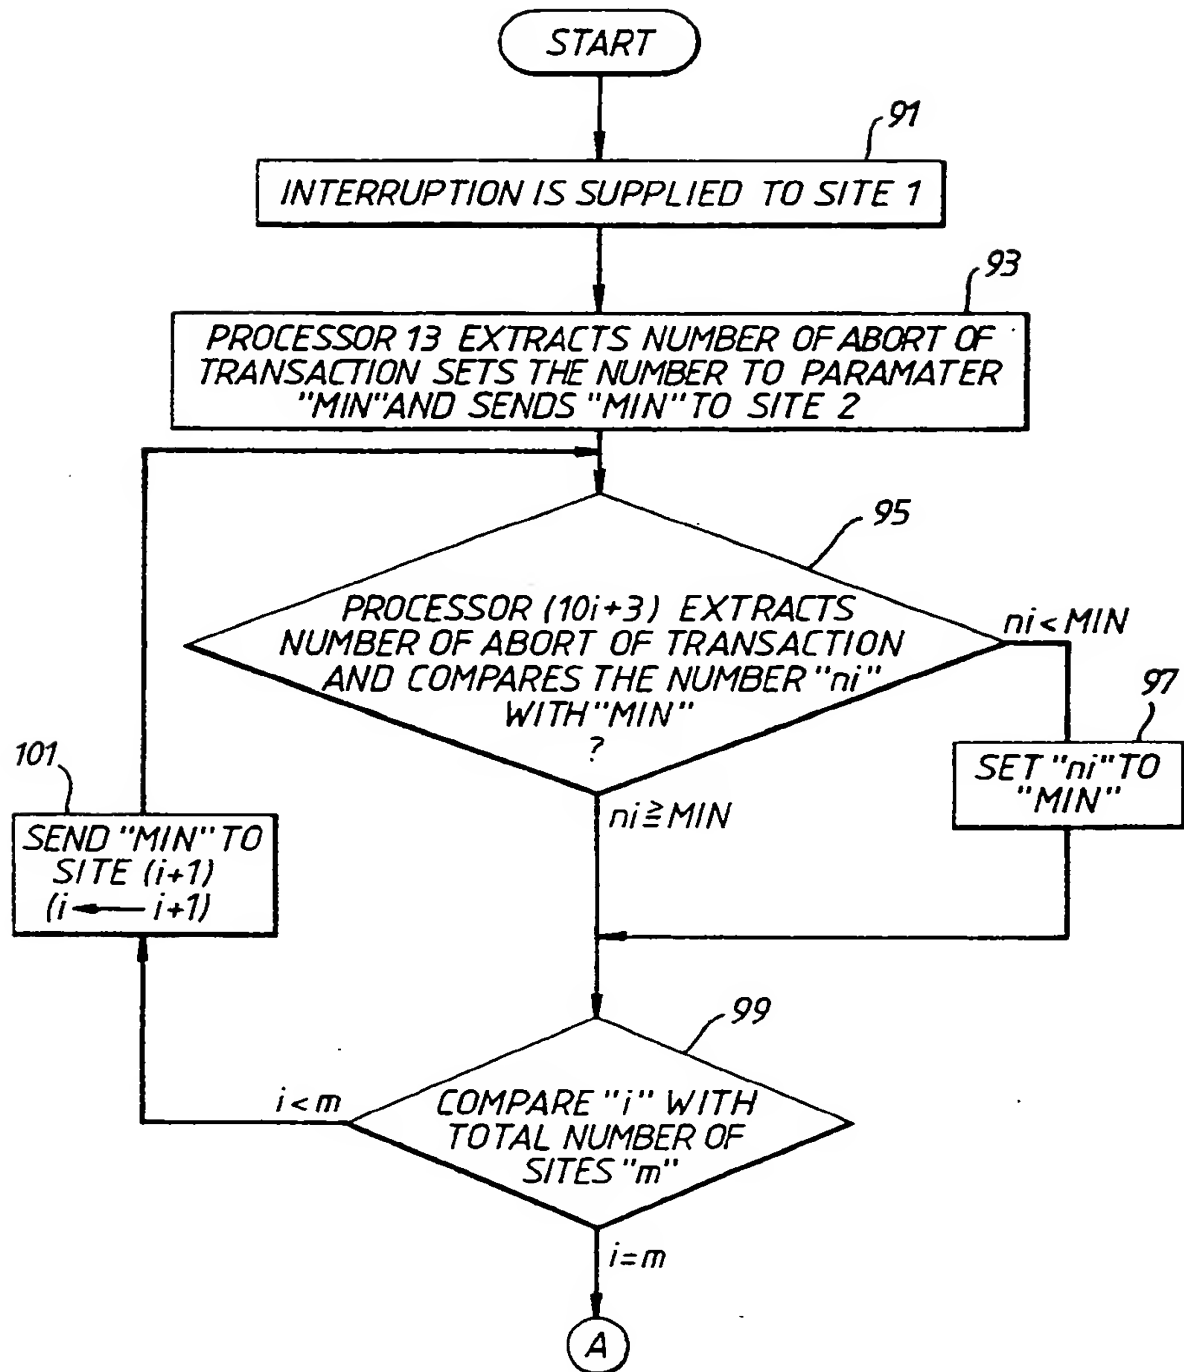 START
91
INTERRUPTION IS SUPPLIED TO SITE 1
93
PROCESSOR 13 EXTRACTS NUMBER OF ABORT OF
TRANSACTION SETS THE NUMBER TO PARAMATER
"MIN" AND SENDS "MIN" TO SITE 2
95
PROCESSOR (10i+3) EXTRACTS
NUMBER OF ABORT OF TRANSACTION
AND COMPARES THE NUMBER "ni"
WITH "MIN"
?
ni < MIN
97
SET "ni" TO
"MIN"
ni ≧ MIN
101
SEND "MIN" TO
SITE (i+1)
(i ← i+1)
99
COMPARE "i" WITH
TOTAL NUMBER OF
SITES "m"
i < m
i = m
A